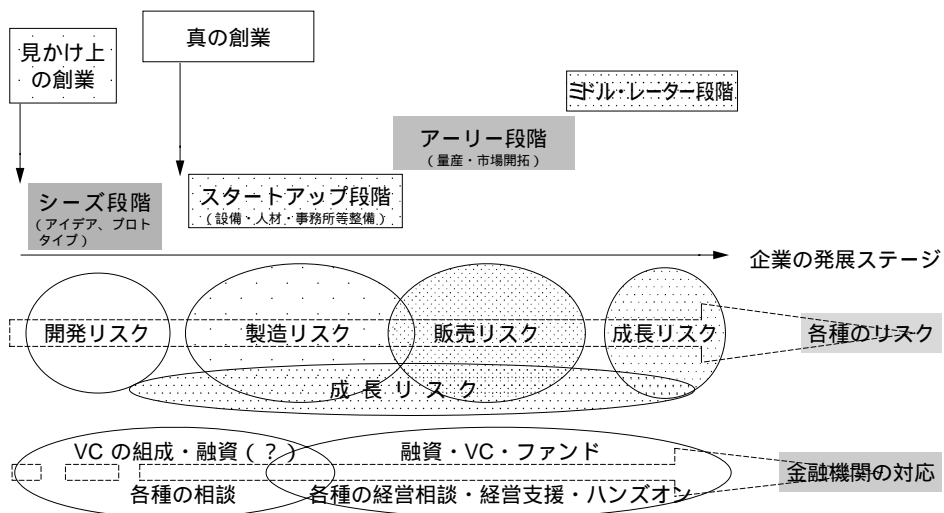 見かけ上
の創業
真の創業
ミドル・レーター段階
アーリー段階
(量産・市場開拓)
スタートアップ段階
(設備・人材・事務所等整備)
シーズ段階
(アイデア、プロト
タイプ)
企業の発展ステージ
開発リスク
製造リスク
販売リスク
成長リスク
各種のリスク
成長リスク
VCの組成・融資(?)
融資・VC・ファンド
金融機関の対応
各種の相談
各種の経営相談・経営支援・ハンズオン